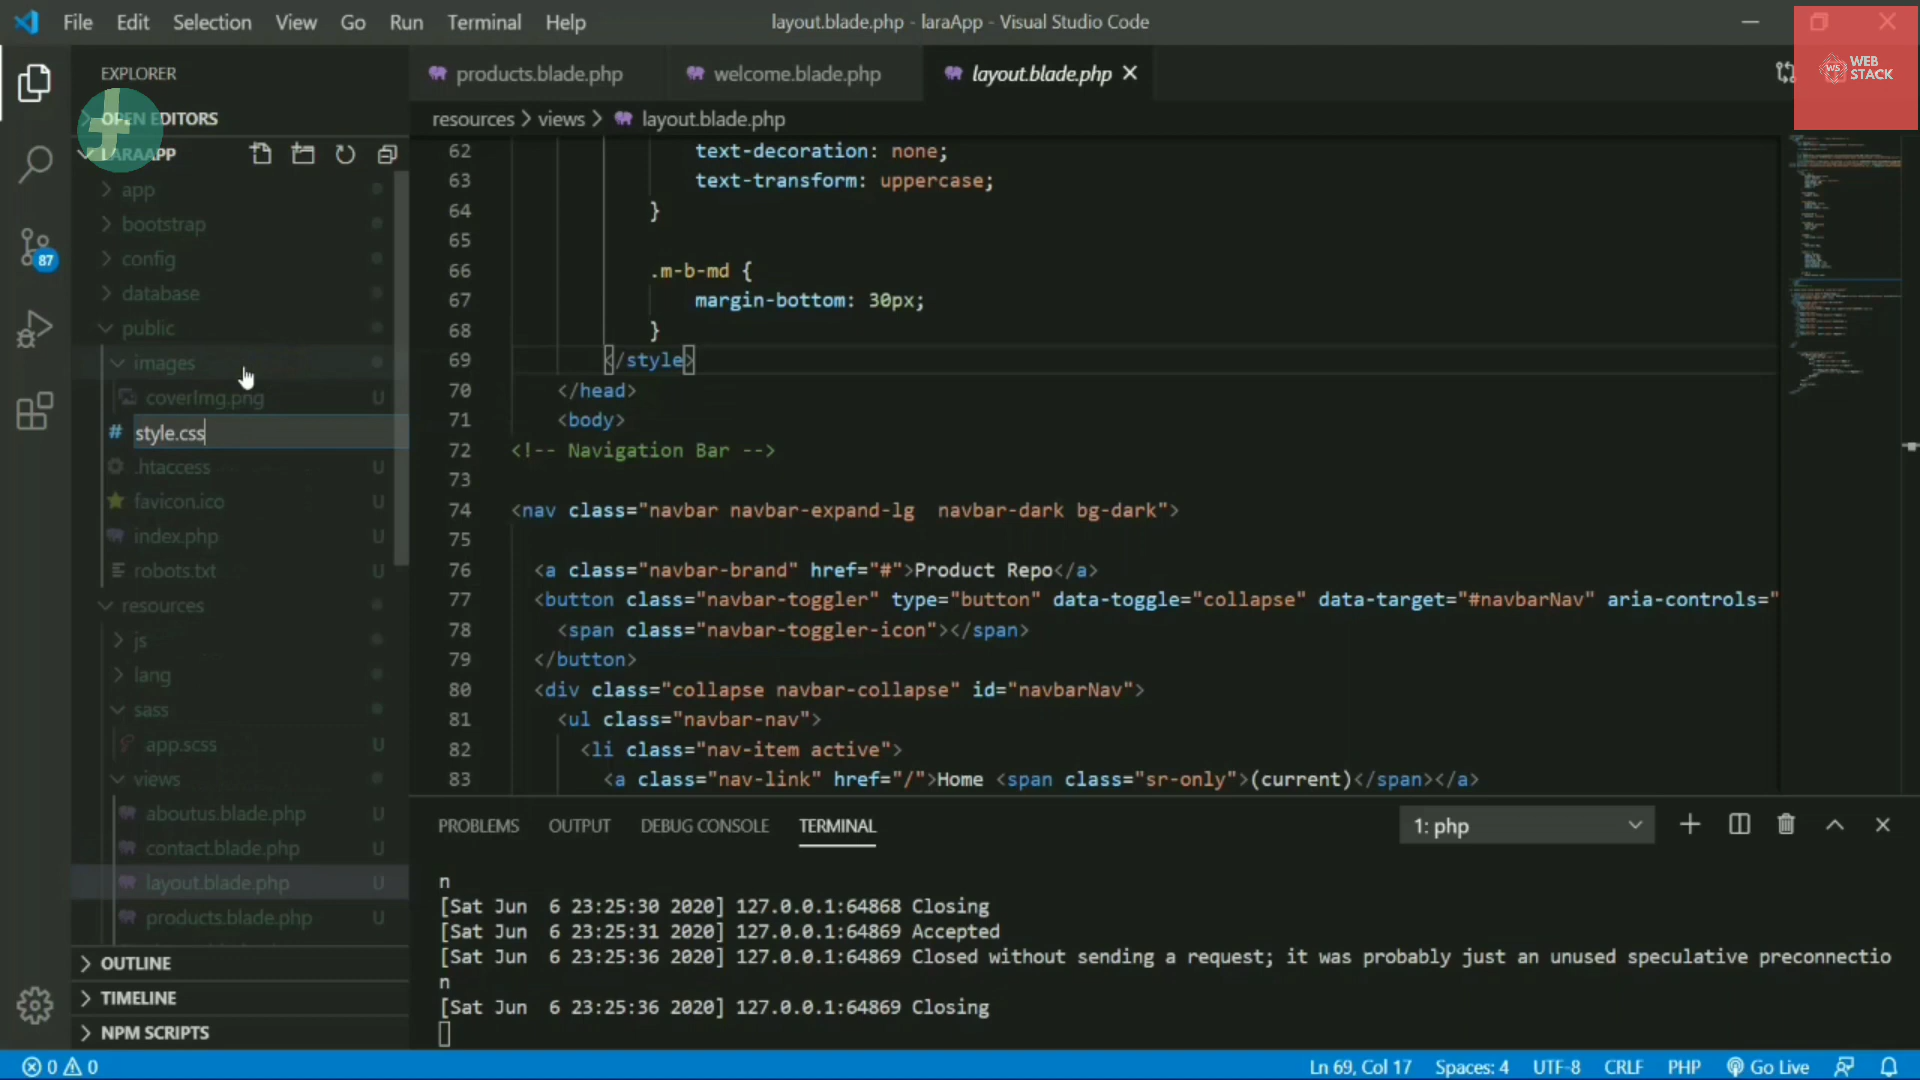 File Edit Selection View Go Run Terminal Help
layout.blade.php - laraApp - Visual Studio Code
WS
WEB
STACK
EXPLORER
OPEN EDITORS
LARAAPP
app
bootstrap
config
database
public
images
coverImg.png U
# style.css
.htaccess U
favicon.ico U
index.php U
robots.txt U
resources
js
lang
sass
app.scss U
views
aboutus.blade.php U
contact.blade.php U
layout.blade.php U
products.blade.php U
OUTLINE
TIMELINE
NPM SCRIPTS
87
products.blade.php welcome.blade.php layout.blade.php
resources > views > layout.blade.php
62 text-decoration: none;
63 text-transform: uppercase;
64 }
65
66 .m-b-md {
67 margin-bottom: 30px;
68 }
69 </style>
70 </head>
71 <body>
72 <!-- Navigation Bar -->
73
74 <nav class="navbar navbar-expand-lg  navbar-dark bg-dark">
75
76 <a class="navbar-brand" href="#">Product Repo</a>
77 <button class="navbar-toggler" type="button" data-toggle="collapse" data-target="#navbarNav" aria-controls="
78 <span class="navbar-toggler-icon"></span>
79 </button>
80 <div class="collapse navbar-collapse" id="navbarNav">
81 <ul class="navbar-nav">
82 <li class="nav-item active">
83 <a class="nav-link" href="/">Home <span class="sr-only">(current)</span></a>
PROBLEMS OUTPUT DEBUG CONSOLE TERMINAL
1: php
n
[Sat Jun  6 23:25:30 2020] 127.0.0.1:64868 Closing
[Sat Jun  6 23:25:31 2020] 127.0.0.1:64869 Accepted
[Sat Jun  6 23:25:36 2020] 127.0.0.1:64869 Closed without sending a request; it was probably just an unused speculative preconnectio
n
[Sat Jun  6 23:25:36 2020] 127.0.0.1:64869 Closing
0 0
Ln 69, Col 17 Spaces: 4 UTF-8 CRLF PHP Go Live